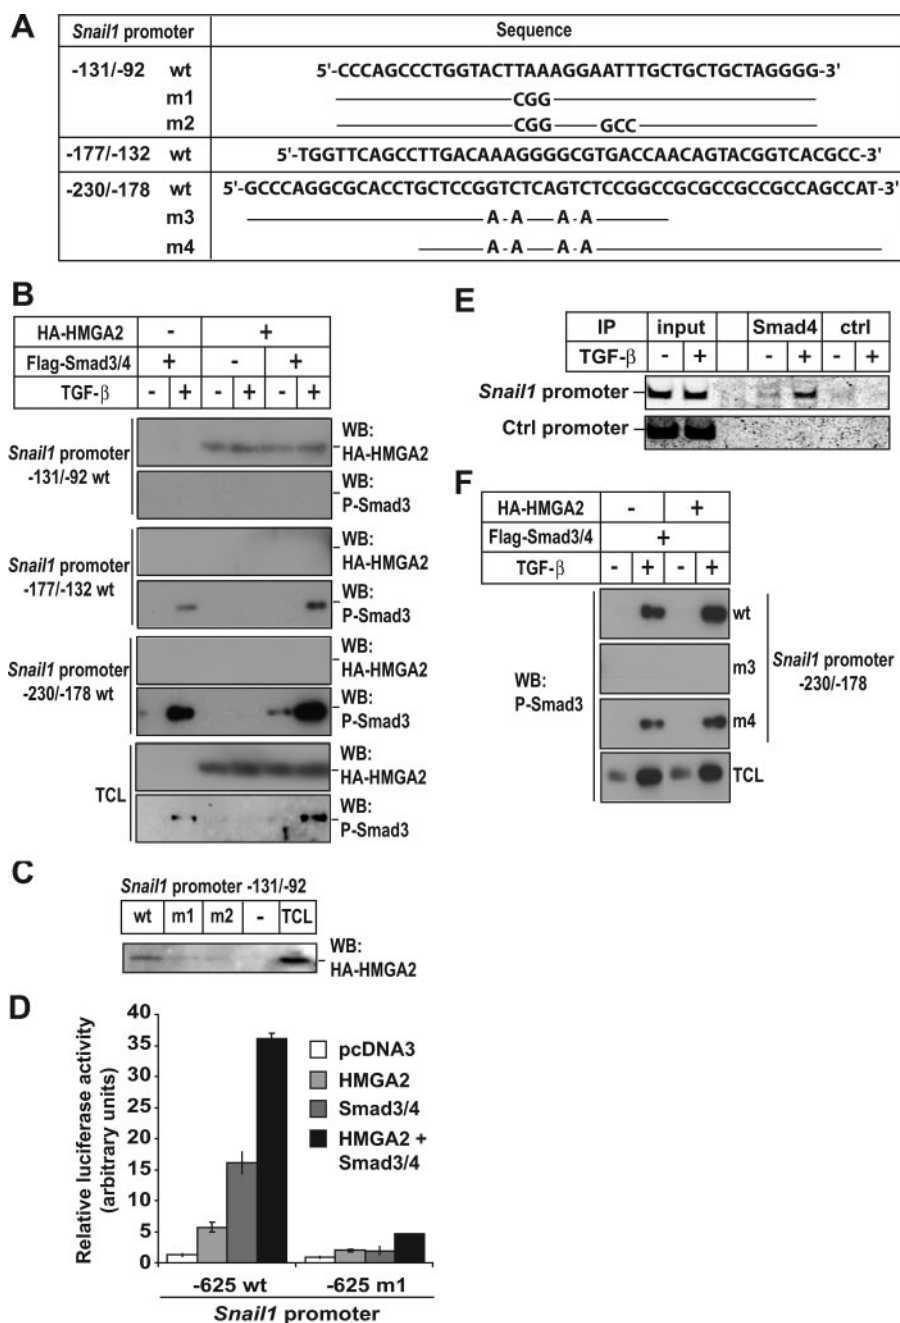 A
Snail1 promoter Sequence
-131/-92 wt 5'-CCCAGCCCTGGTACTTAAAGGAATTTGCTGCTGCTAGGGG-3'
m1 CGG
m2 CGG GCC
-177/-132 wt 5'-TGGTTCAGCCTTGACAAAGGGGCGTGACCAACAGTACGGTCACGCC-3'
-230/-178 wt 5'-GCCCAGGCGCACCTGCTCCGGTCTCAGTCTCCGGCCGCGCCGCCGCCAGCCAT-3'
m3 A - A A - A
m4 A - A A - A
B
HA-HMGA2 - +
Flag-Smad3/4 + - +
TGF-β - + - + - +
Snail1 promoter -131/-92 wt
WB: HA-HMGA2
WB: P-Smad3
Snail1 promoter -177/-132 wt
WB: HA-HMGA2
WB: P-Smad3
Snail1 promoter -230/-178 wt
WB: HA-HMGA2
WB: P-Smad3
TCL
WB: HA-HMGA2
WB: P-Smad3
C
Snail1 promoter -131/-92
wt m1 m2 - TCL
WB: HA-HMGA2
D
Relative luciferase activity (arbitrary units)
40
35
30
25
20
15
10
5
0
pcDNA3
HMGA2
Smad3/4
HMGA2 + Smad3/4
-625 wt -625 m1
Snail1 promoter
E
IP input Smad4 ctrl
TGF-β - + - + - +
Snail1 promoter
Ctrl promoter
F
HA-HMGA2 - +
Flag-Smad3/4 +
TGF-β - + - +
WB: P-Smad3
wt
m3
m4
TCL
Snail1 promoter -230/-178